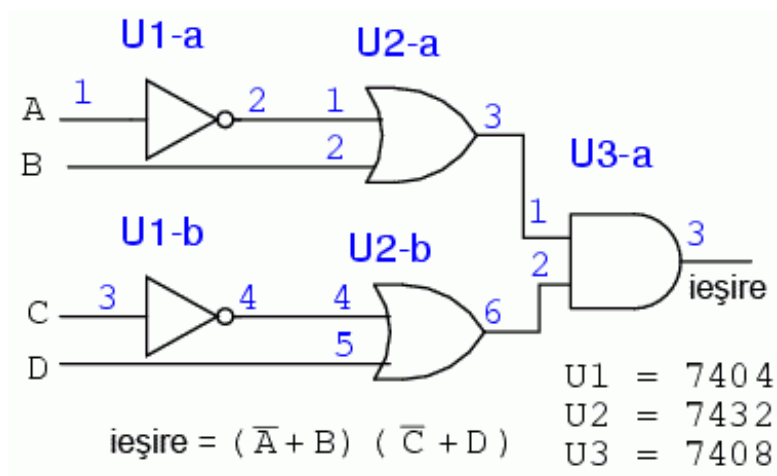 U1-a
U2-a
A 1 2 1 3
B 2
U3-a
1 3
2
ieşire
U1-b
U2-b
C 3 4 4 6
D 5
U1 = 7404
U2 = 7432
U3 = 7408
ieşire = (A̅+B) (C̅+D)